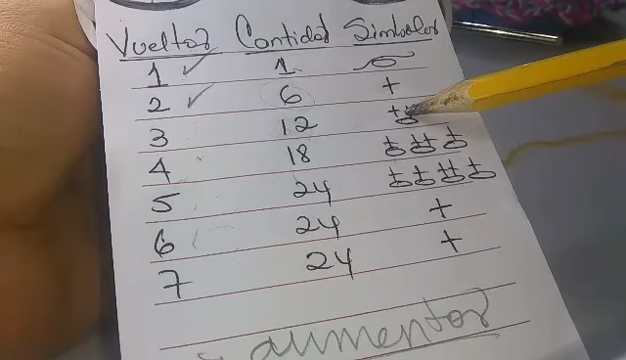 Vueltas Cantidad Simbolos
1 ✓ 1
2 ✓ 6 +
3 12 +
4 18
5 24
6 24 +
7 24 +
aumentos